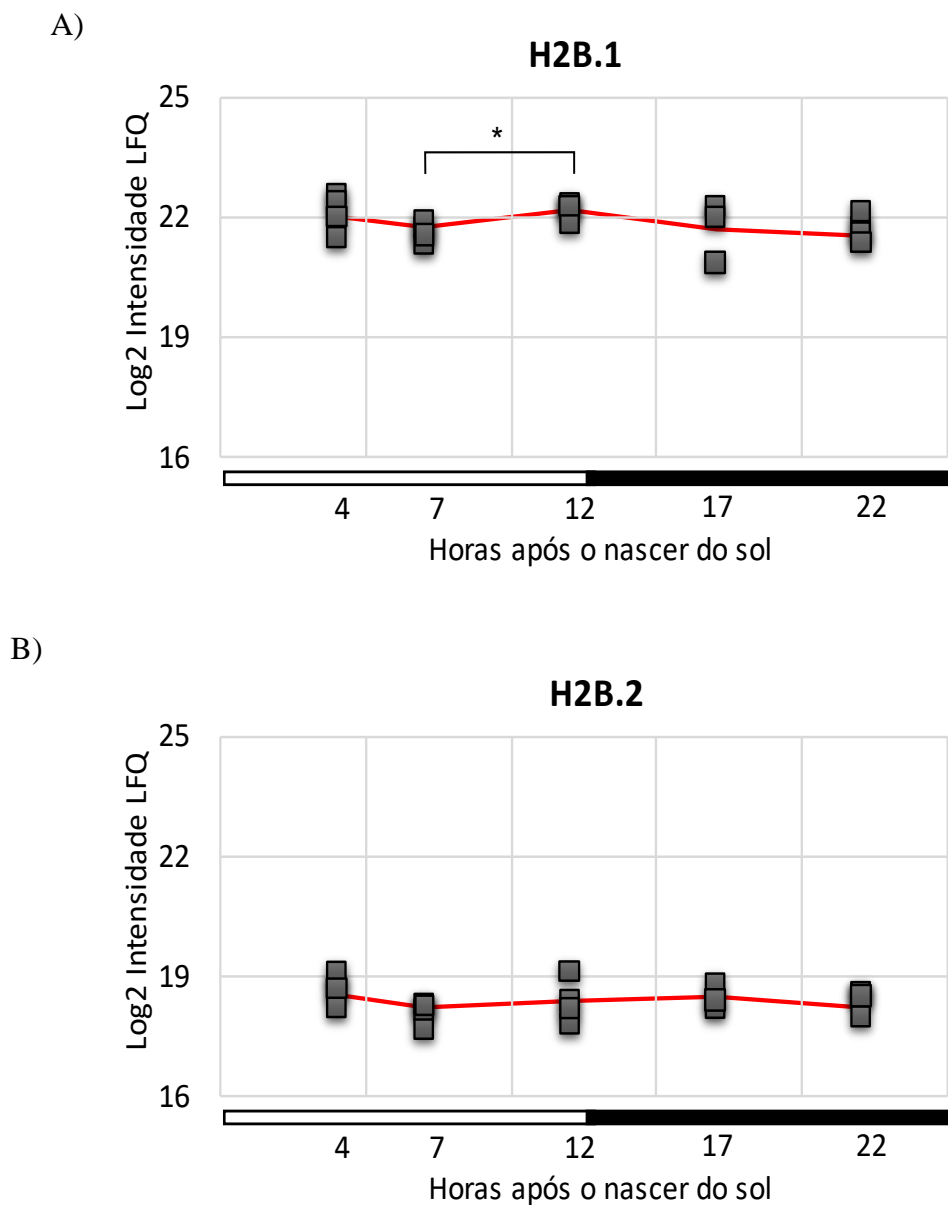 A)
H2B.1
Log2 Intensidade LFQ
25
22
19
16
*
4 7 12 17 22
Horas após o nascer do sol
B)
H2B.2
Log2 Intensidade LFQ
25
22
19
16
4 7 12 17 22
Horas após o nascer do sol